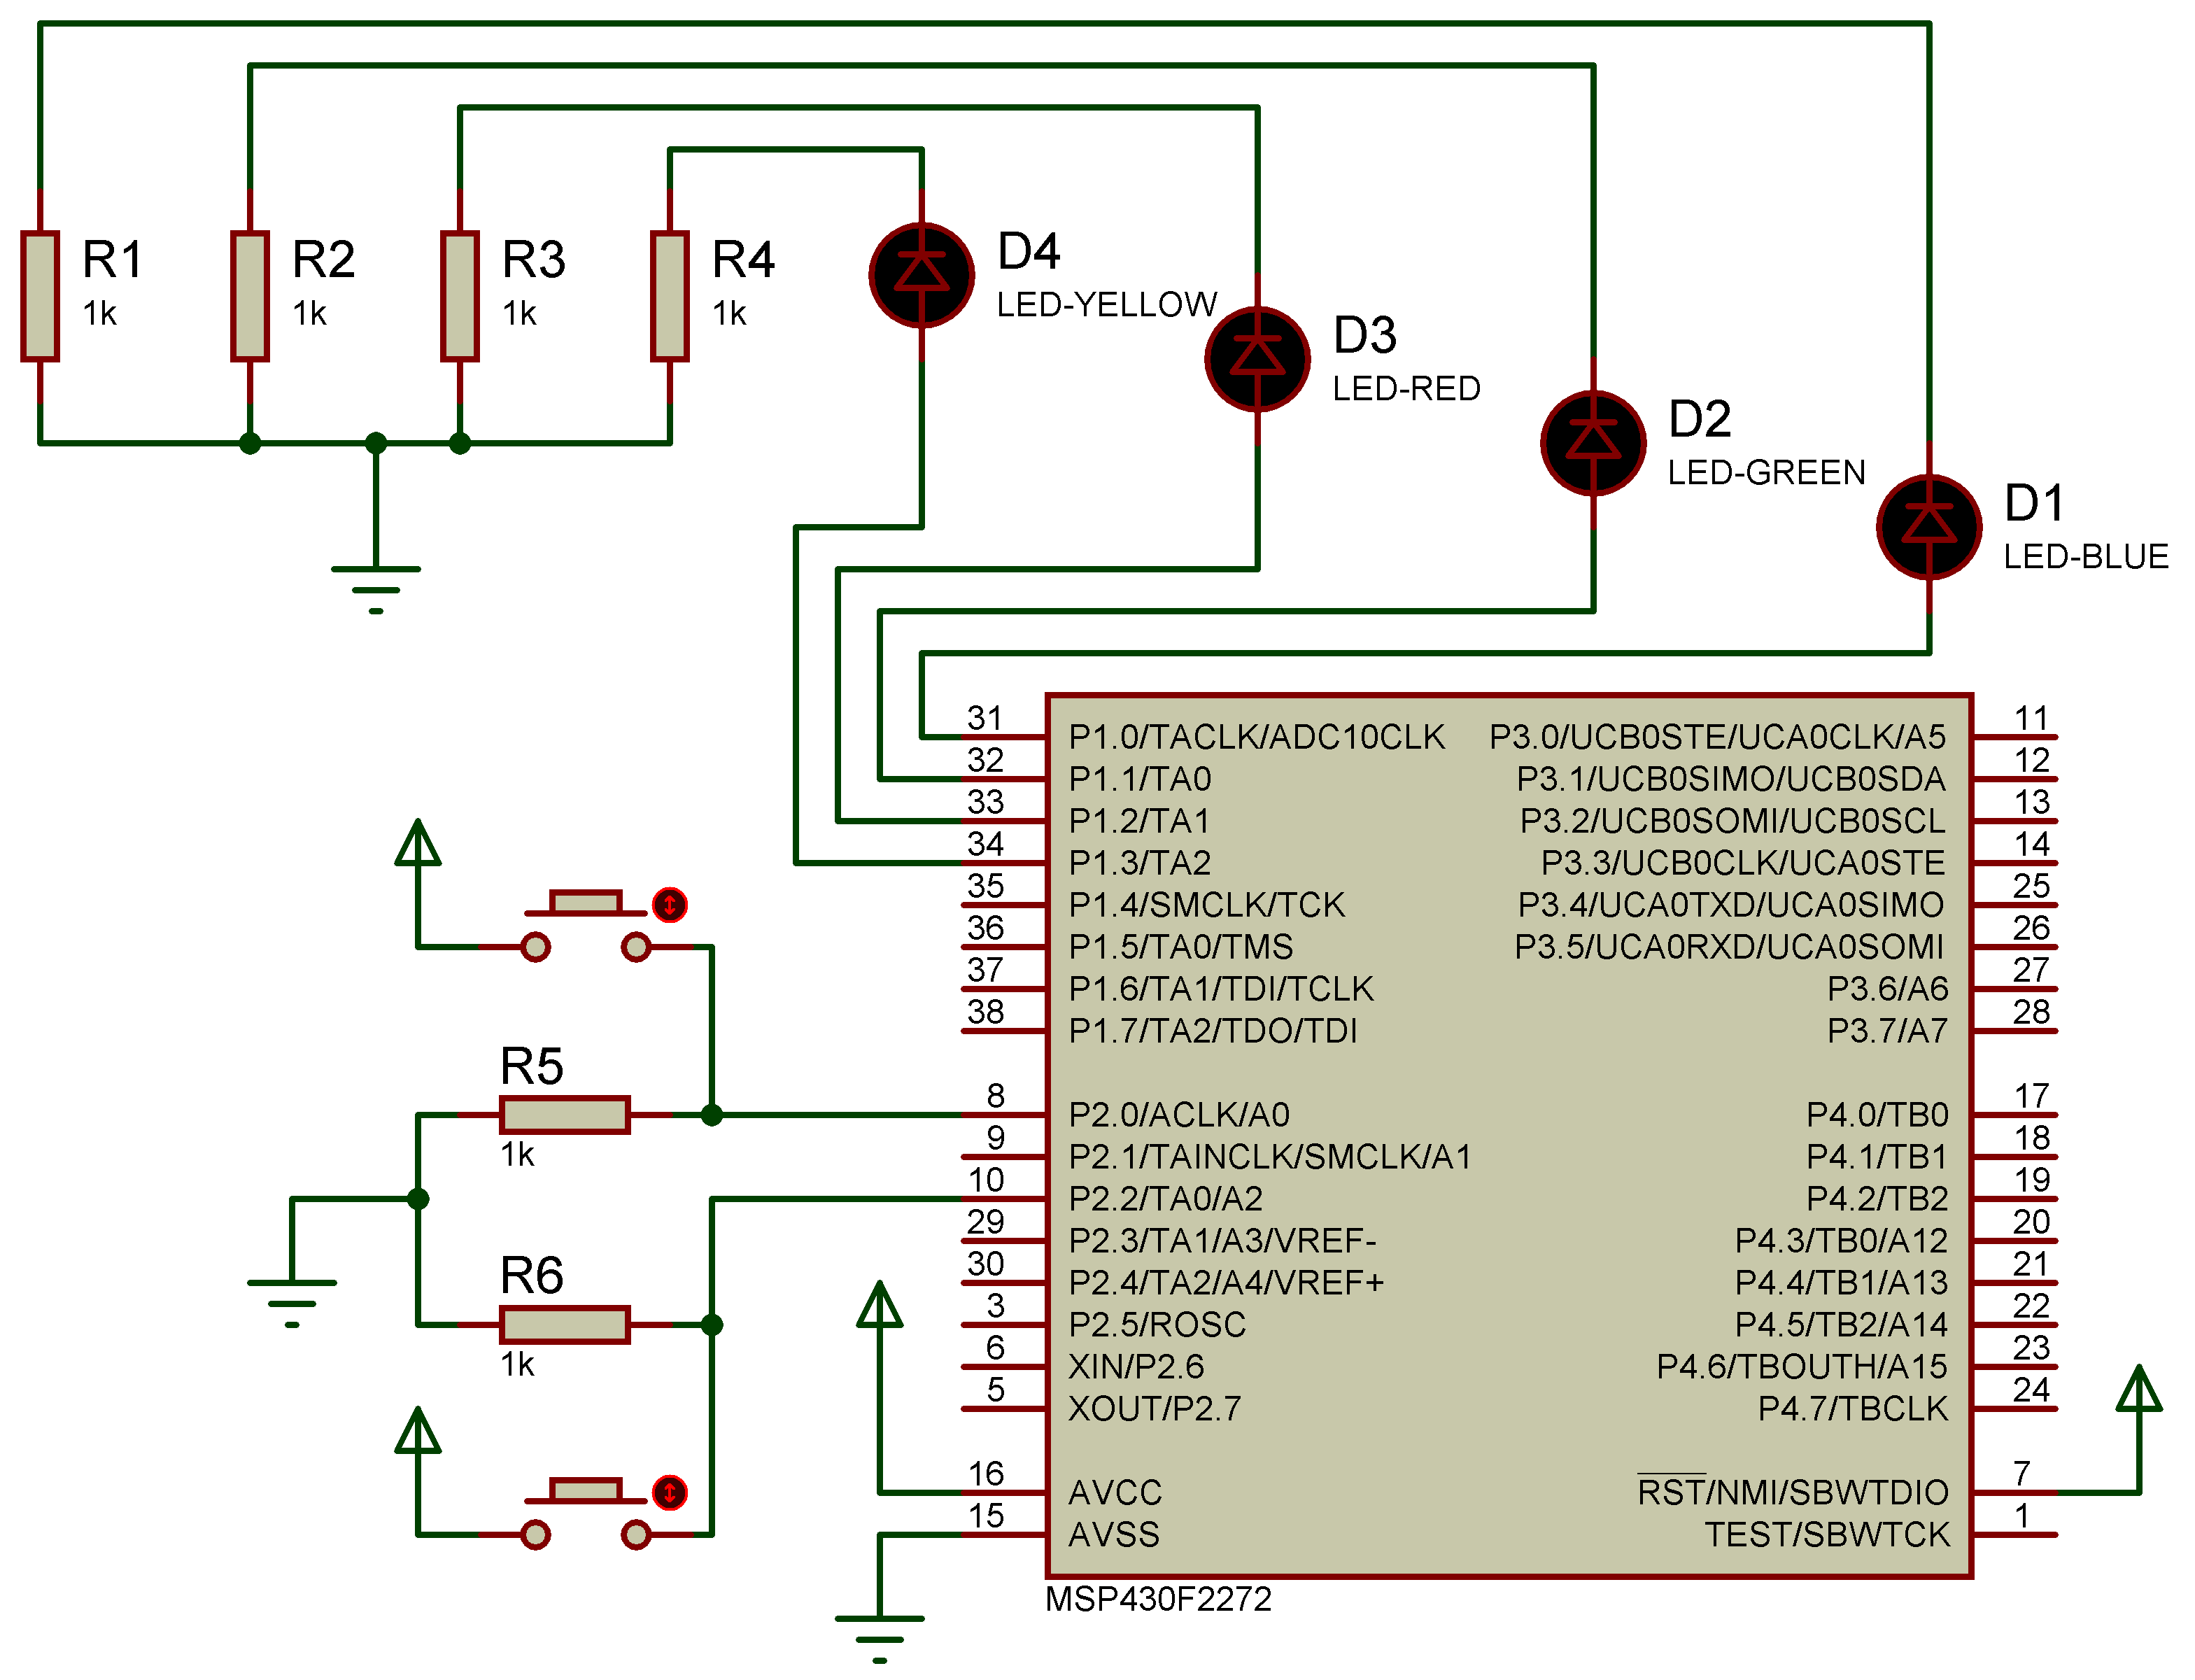 R1
1k
R2
1k
R3
1k
R4
1k
D4
LED-YELLOW
D3
LED-RED
D2
LED-GREEN
D1
LED-BLUE
31
P1.0/TACLK/ADC10CLK
32
P1.1/TA0
33
P1.2/TA1
34
P1.3/TA2
35
P1.4/SMCLK/TCK
36
P1.5/TA0/TMS
37
P1.6/TA1/TDI/TCLK
38
P1.7/TA2/TDO/TDI
8
P2.0/ACLK/A0
9
P2.1/TAINCLK/SMCLK/A1
10
P2.2/TA0/A2
29
P2.3/TA1/A3/VREF-
30
P2.4/TA2/A4/VREF+
3
P2.5/ROSC
6
XIN/P2.6
5
XOUT/P2.7
16
AVCC
15
AVSS
P3.0/UCB0STE/UCA0CLK/A5
11
P3.1/UCB0SIMO/UCB0SDA
12
P3.2/UCB0SOMI/UCB0SCL
13
P3.3/UCB0CLK/UCA0STE
14
P3.4/UCA0TXD/UCA0SIMO
25
P3.5/UCA0RXD/UCA0SOMI
26
P3.6/A6
27
P3.7/A7
28
P4.0/TB0
17
P4.1/TB1
18
P4.2/TB2
19
P4.3/TB0/A12
20
P4.4/TB1/A13
21
P4.5/TB2/A14
22
P4.6/TBOUTH/A15
23
P4.7/TBCLK
24
RST/NMI/SBWTDIO
7
TEST/SBWTCK
1
MSP430F2272
R5
1k
R6
1k